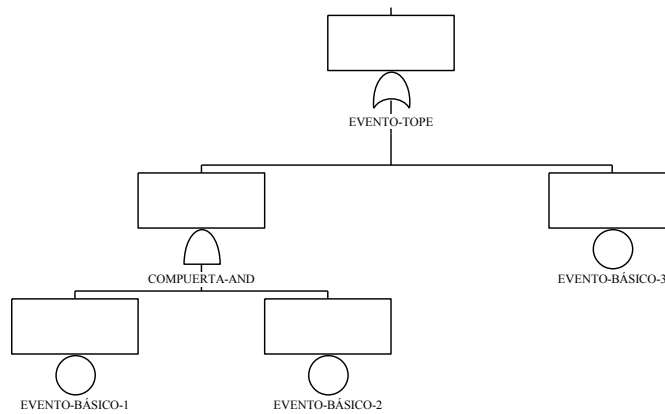 EVENTO-TOPE
COMPUERTA-AND
EVENTO-BÁSICO-3
EVENTO-BÁSICO-1
EVENTO-BÁSICO-2